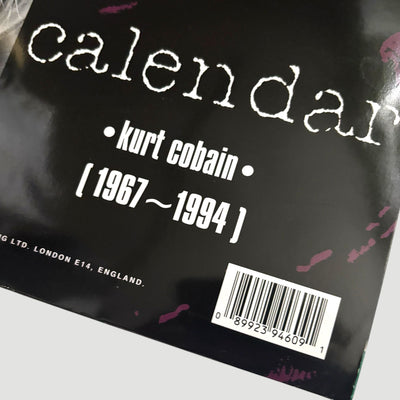 calendar
• kurt cobain •
( 1967~1994 )
LTD. LONDON E14, ENGLAND.
0 89923 94609 1